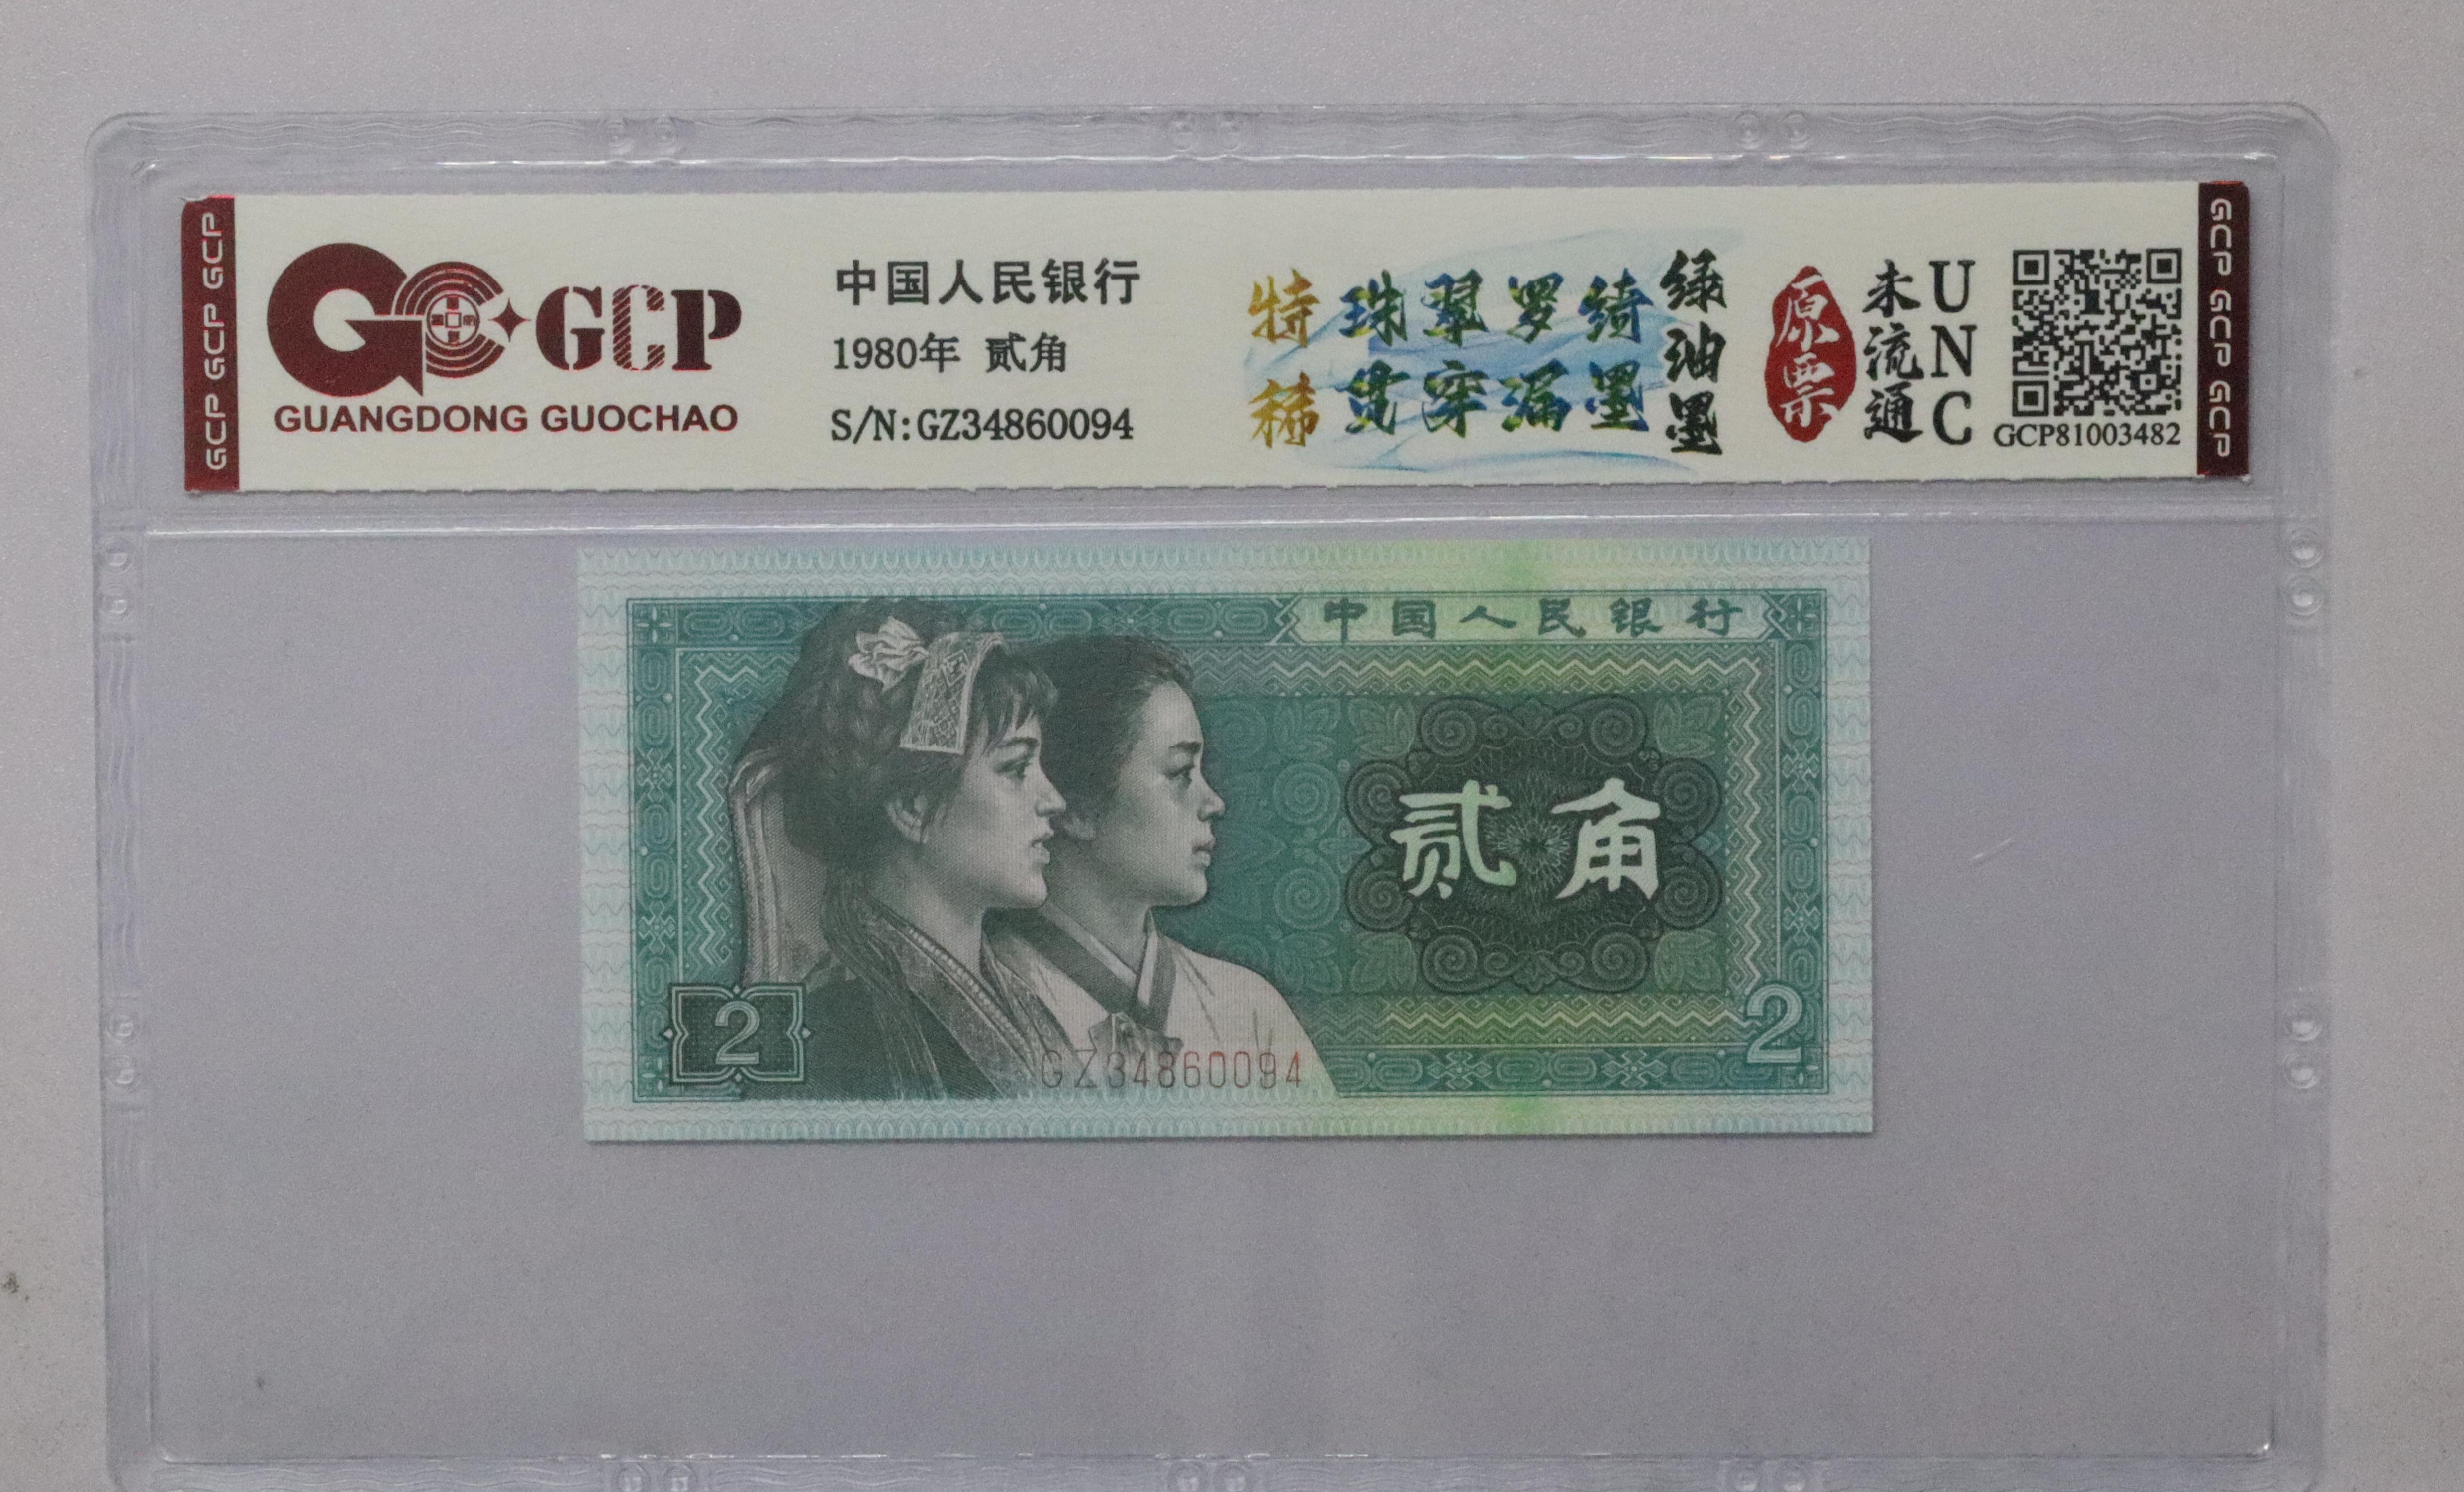 GCP GCP GCP
GCP
GUANGDONG GUOCHAO
中国人民银行
1980年 贰角
S/N:GZ34860094
特稀
珠翠罗绮
贯穿漏墨
绿油墨
原票
未流通
UNC
GCP81003482
GCP GCP GCP
中国人民银行
贰角
2
2
GZ34860094